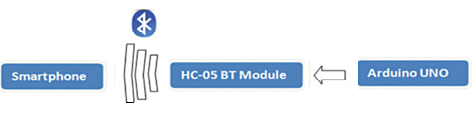 Smartphone
HC-05 BT Module
Arduino UNO